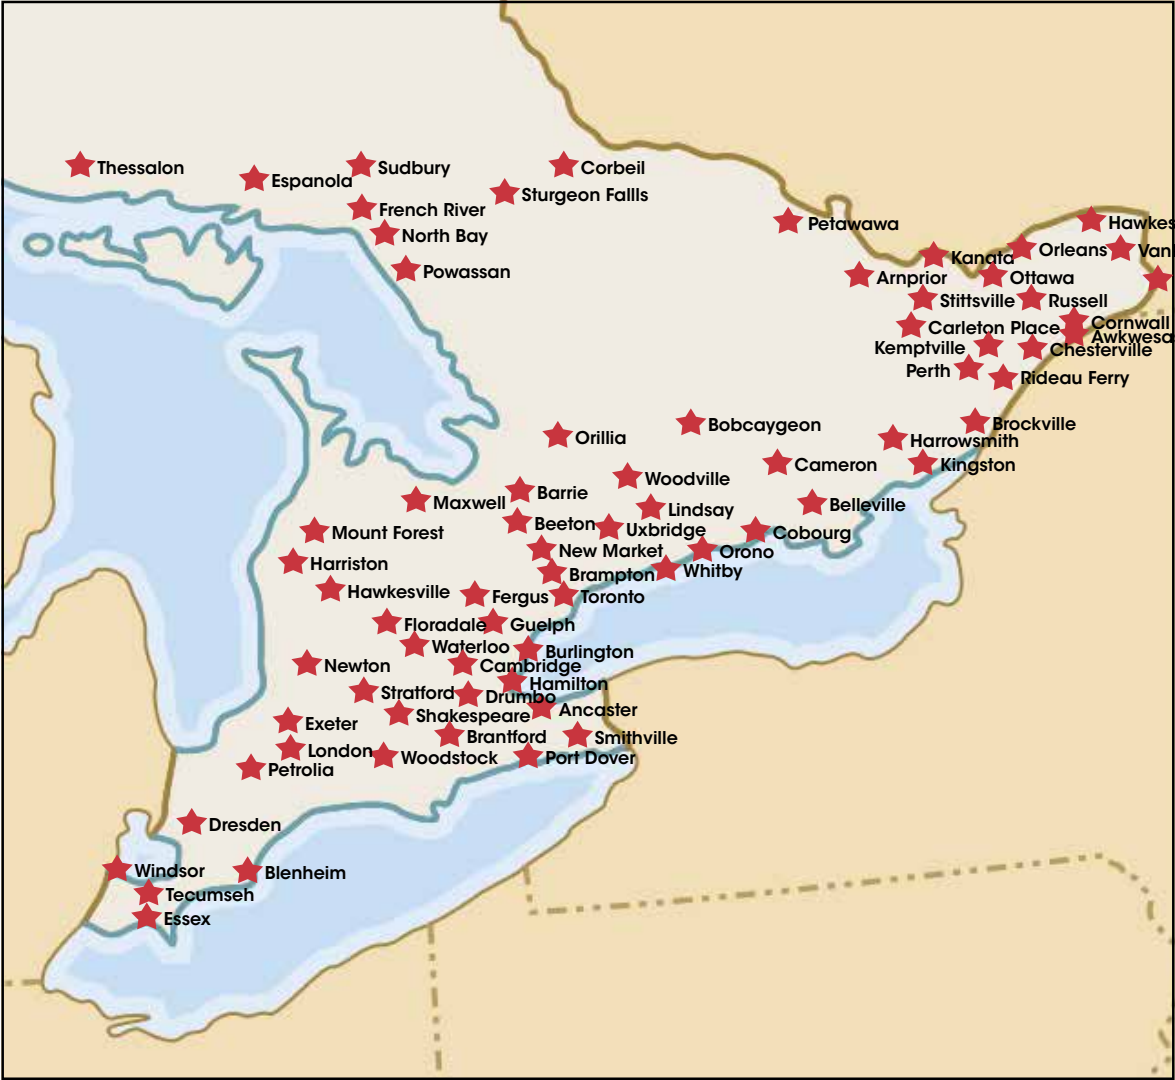 Thessalon
Sudbury
Corbeil
Espanola
Sturgeon Fallls
French River
Petawawa
Hawkes
North Bay
Orleans
Van
Kanata
Powassan
Arnprior
Ottawa
Stittsville
Russell
Cornwall
Carleton Place
Awkwesa
Kemptville
Chesterville
Perth
Rideau Ferry
Bobcaygeon
Brockville
Orillia
Harrowsmith
Cameron
Kingston
Woodville
Barrie
Maxwell
Belleville
Lindsay
Beeton
Uxbridge
Mount Forest
Cobourg
New Market
Orono
Harriston
Brampton
Whitby
Hawkesville
Fergus
Toronto
Floradale
Guelph
Waterloo
Burlington
Newton
Cambridge
Hamilton
Stratford
Drumbo
Ancaster
Shakespeare
Exeter
Brantford
Smithville
London
Woodstock
Port Dover
Petrolia
Dresden
Windsor
Blenheim
Tecumseh
Essex